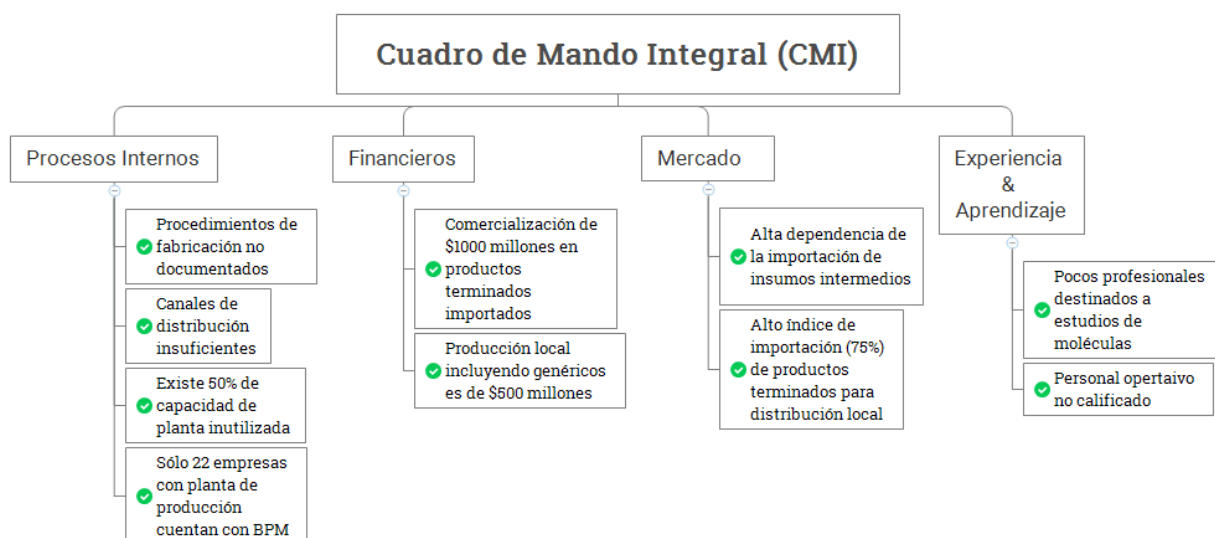 Cuadro de Mando Integral (CMI)
Procesos Internos
Procedimientos de
fabricación no
documentados
Canales de
distribución
insuficientes
Existe 50% de
capacidad de
planta inutilizada
Sólo 22 empresas
con planta de
producción
cuentan con BPM
Financieros
Comercialización de
$1000 millones en
productos
terminados
importados
Producción local
incluyendo genéricos
es de $500 millones
Mercado
Alta dependencia de
la importación de
insumos intermedios
Alto índice de
importación (75%)
de productos
terminados para
distribución local
Experiencia
&
Aprendizaje
Pocos profesionales
destinados a
estudios de
moléculas
Personal opertaivo
no calificado